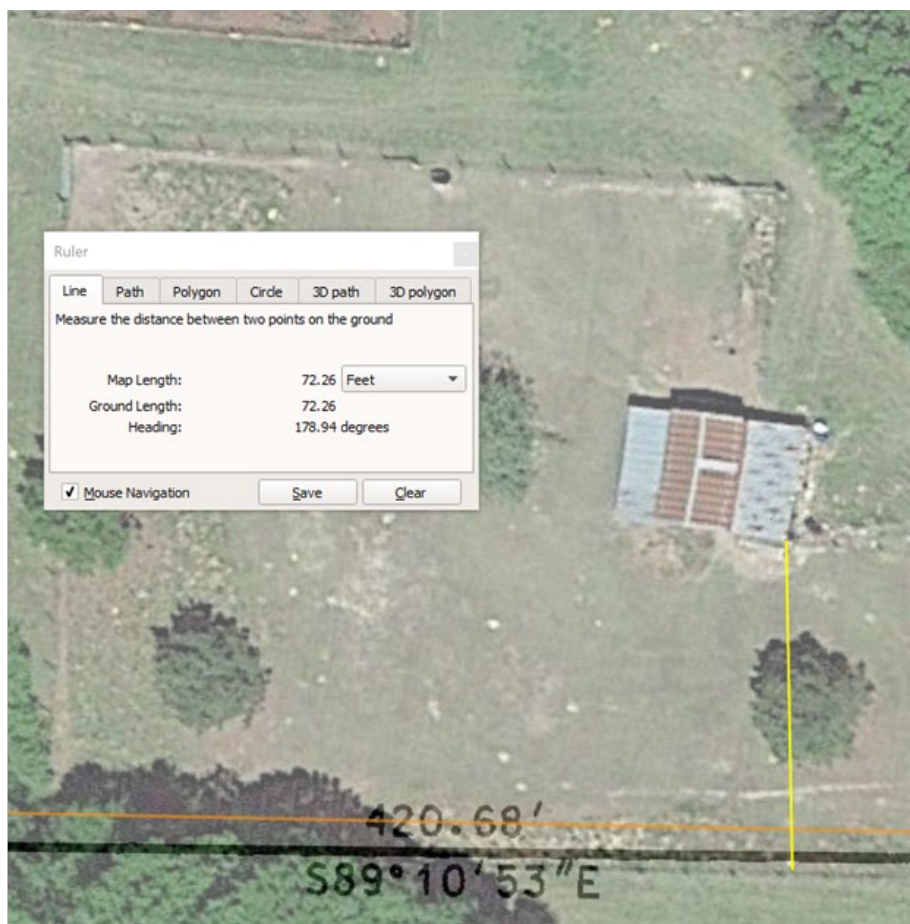 Ruler
Line Path Polygon Circle 3D path 3D polygon
Measure the distance between two points on the ground
Map Length: 72.26 Feet
Ground Length: 72.26
Heading: 178.94 degrees
Mouse Navigation Save Clear
420.68'
S89°10'53"E